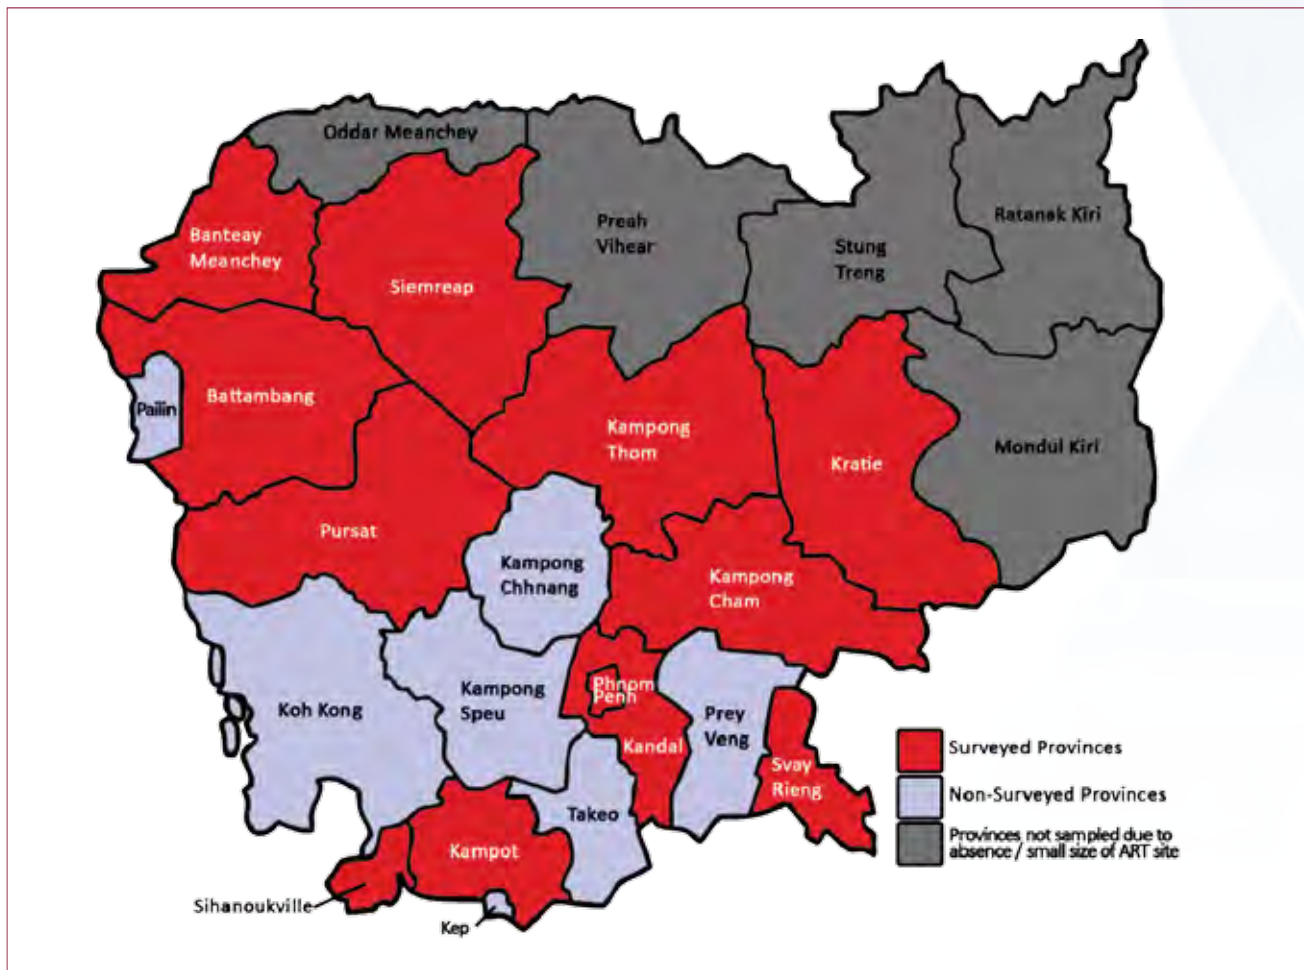 Oddar Meanchey
Preah
Vihear
Stung
Treng
Ratanak Kiri
Banteay
Meanchey
Siemreap
Pailin
Battambang
Kampong
Thom
Kratie
Mondul Kiri
Pursat
Kampong
Chhnang
Kampong
Cham
Koh Kong
Kampong
Speu
Phnom
Penh
Kandal
Prey
Veng
Svay
Rieng
Takeo
Kampot
Sihanoukville
Kep
Surveyed Provinces
Non-Surveyed Provinces
Provinces not sampled due to
absence / small size of ART site